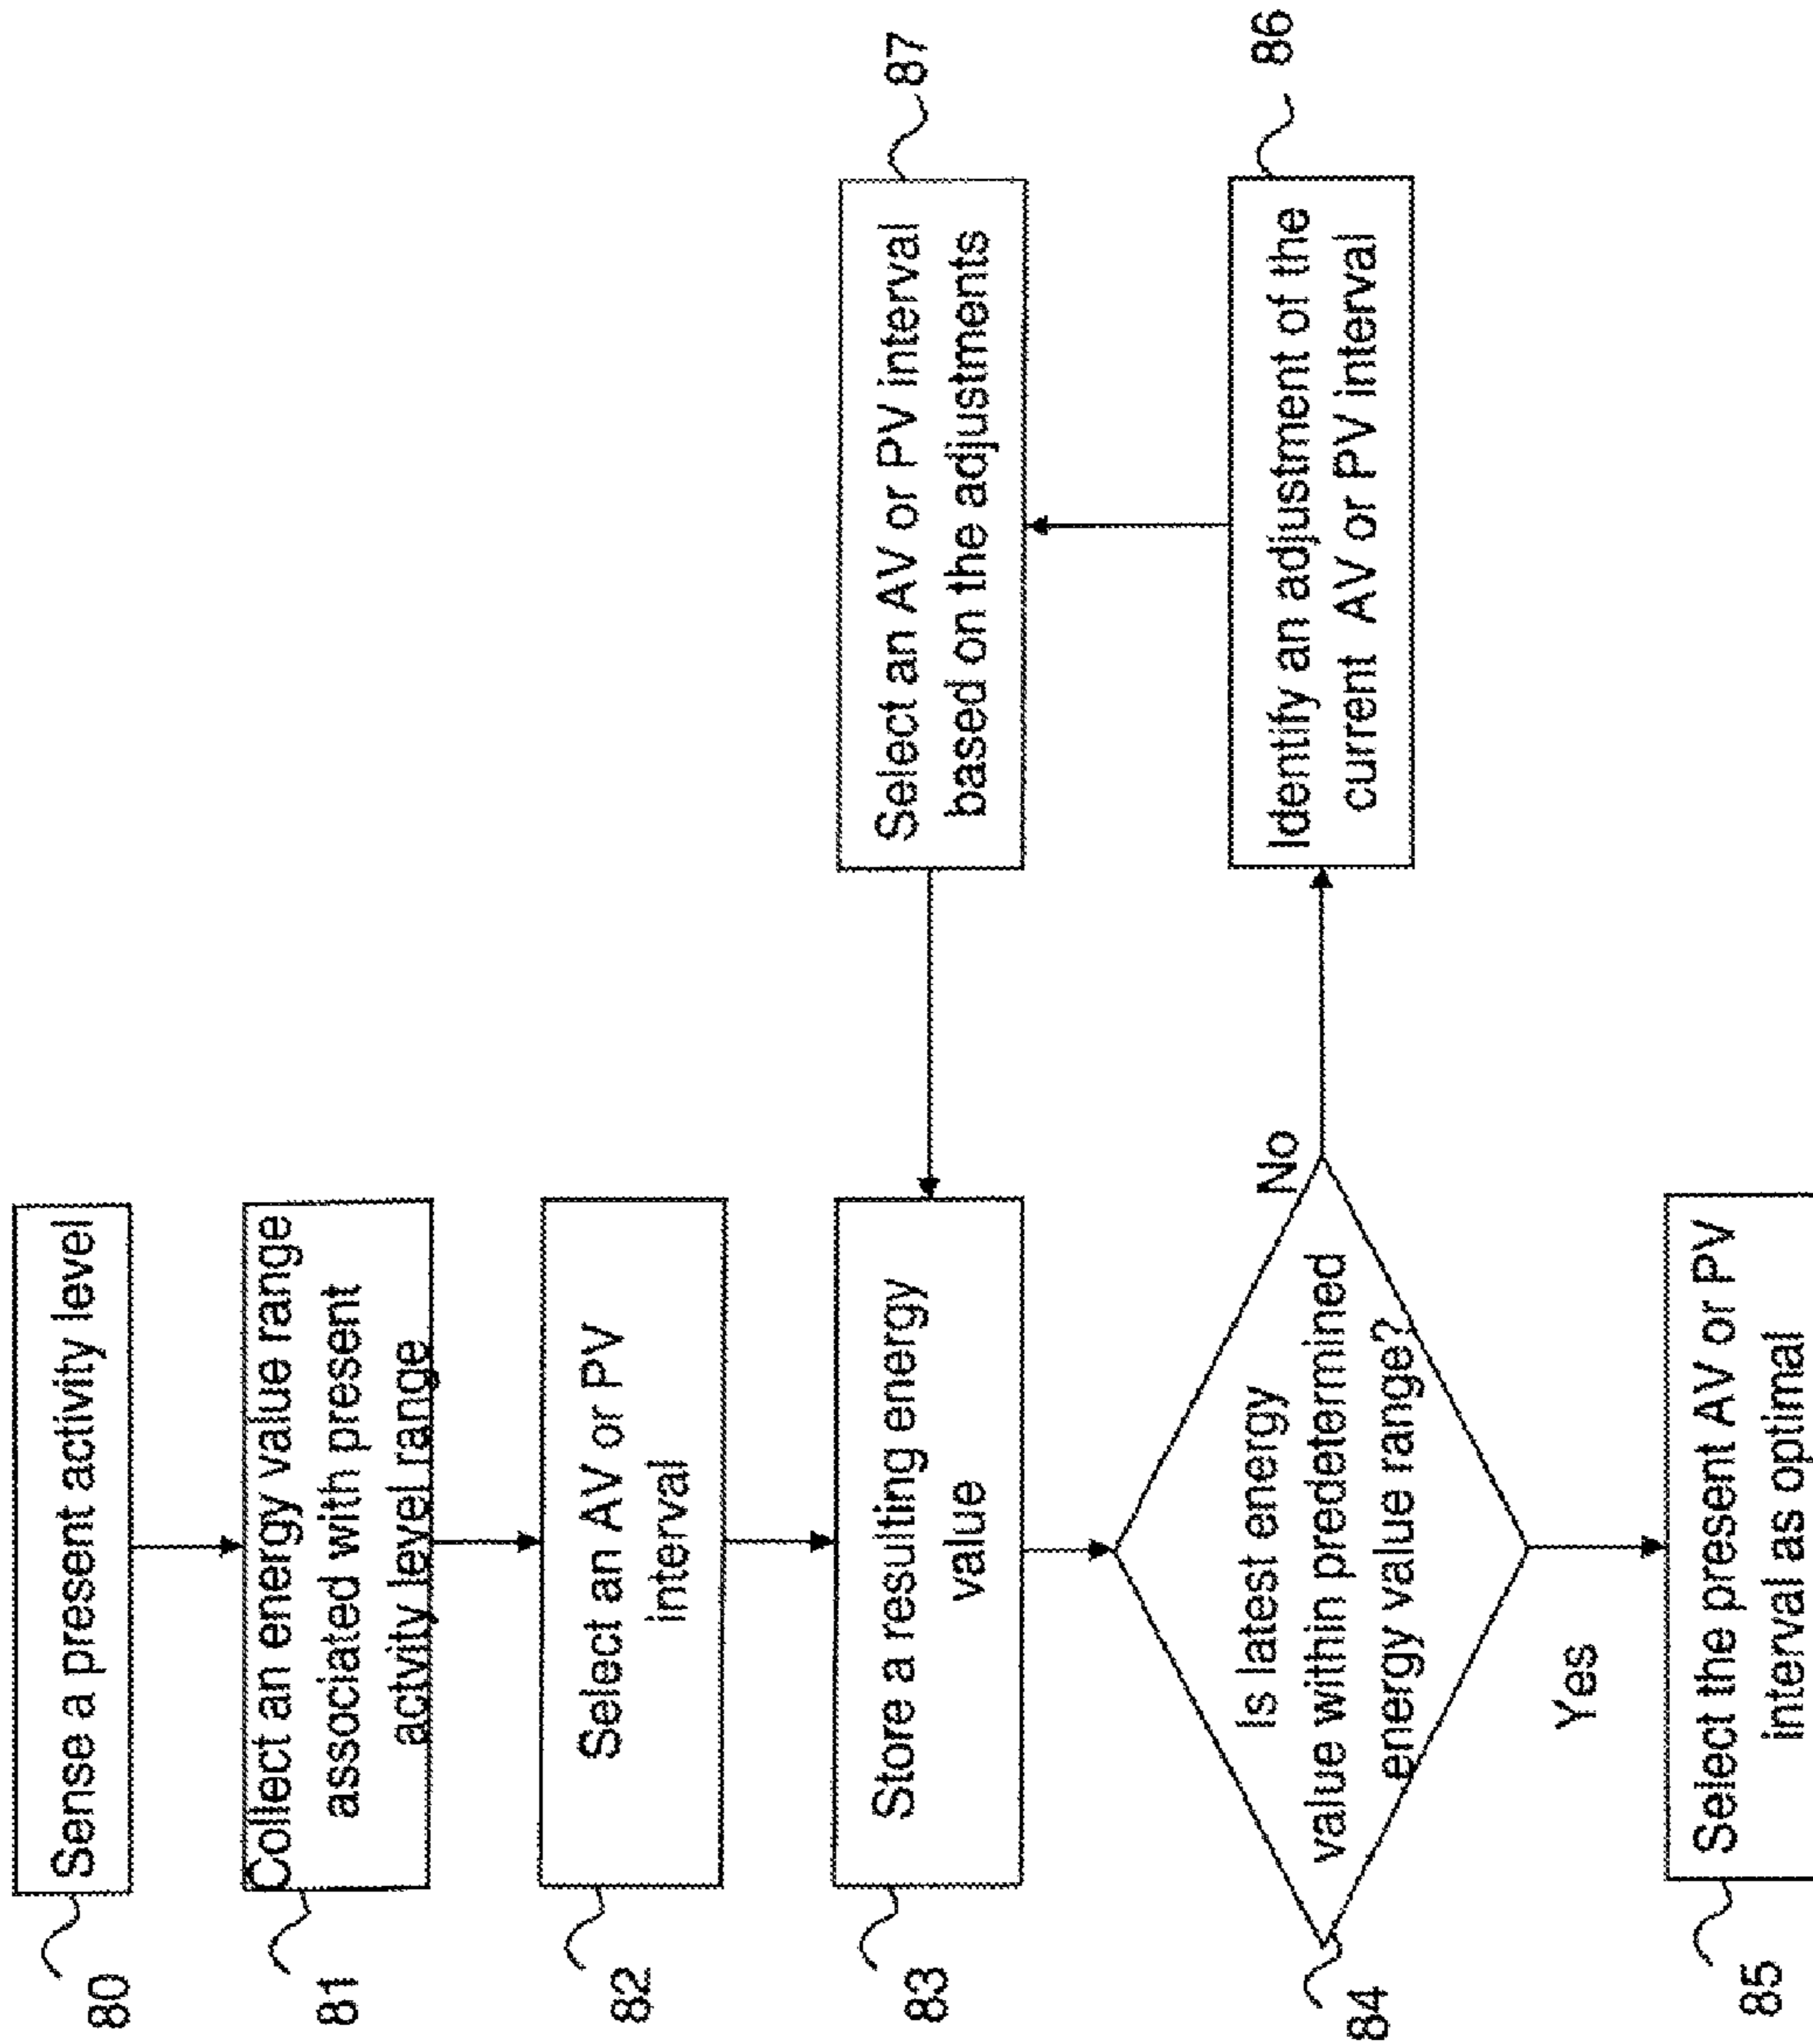 80
Sense a present activity level
81
Collect an energy value range
associated with present
activity level range
82
Select an AV or PV
interval
83
Store a resulting energy
value
84
Is latest energy
value within predetermined
energy value range?
No
Yes
85
Select the present AV or PV
interval as optimal
86
Identify an adjustment of the
current AV or PV interval
87
Select an AV or PV interval
based on the adjustments